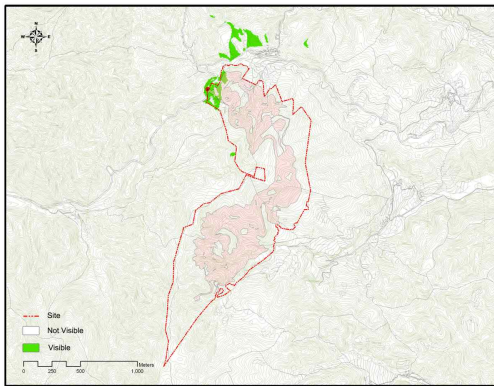 N
W E
S
Site
Not Visible
Visible
Meters
0 250 500 1,000